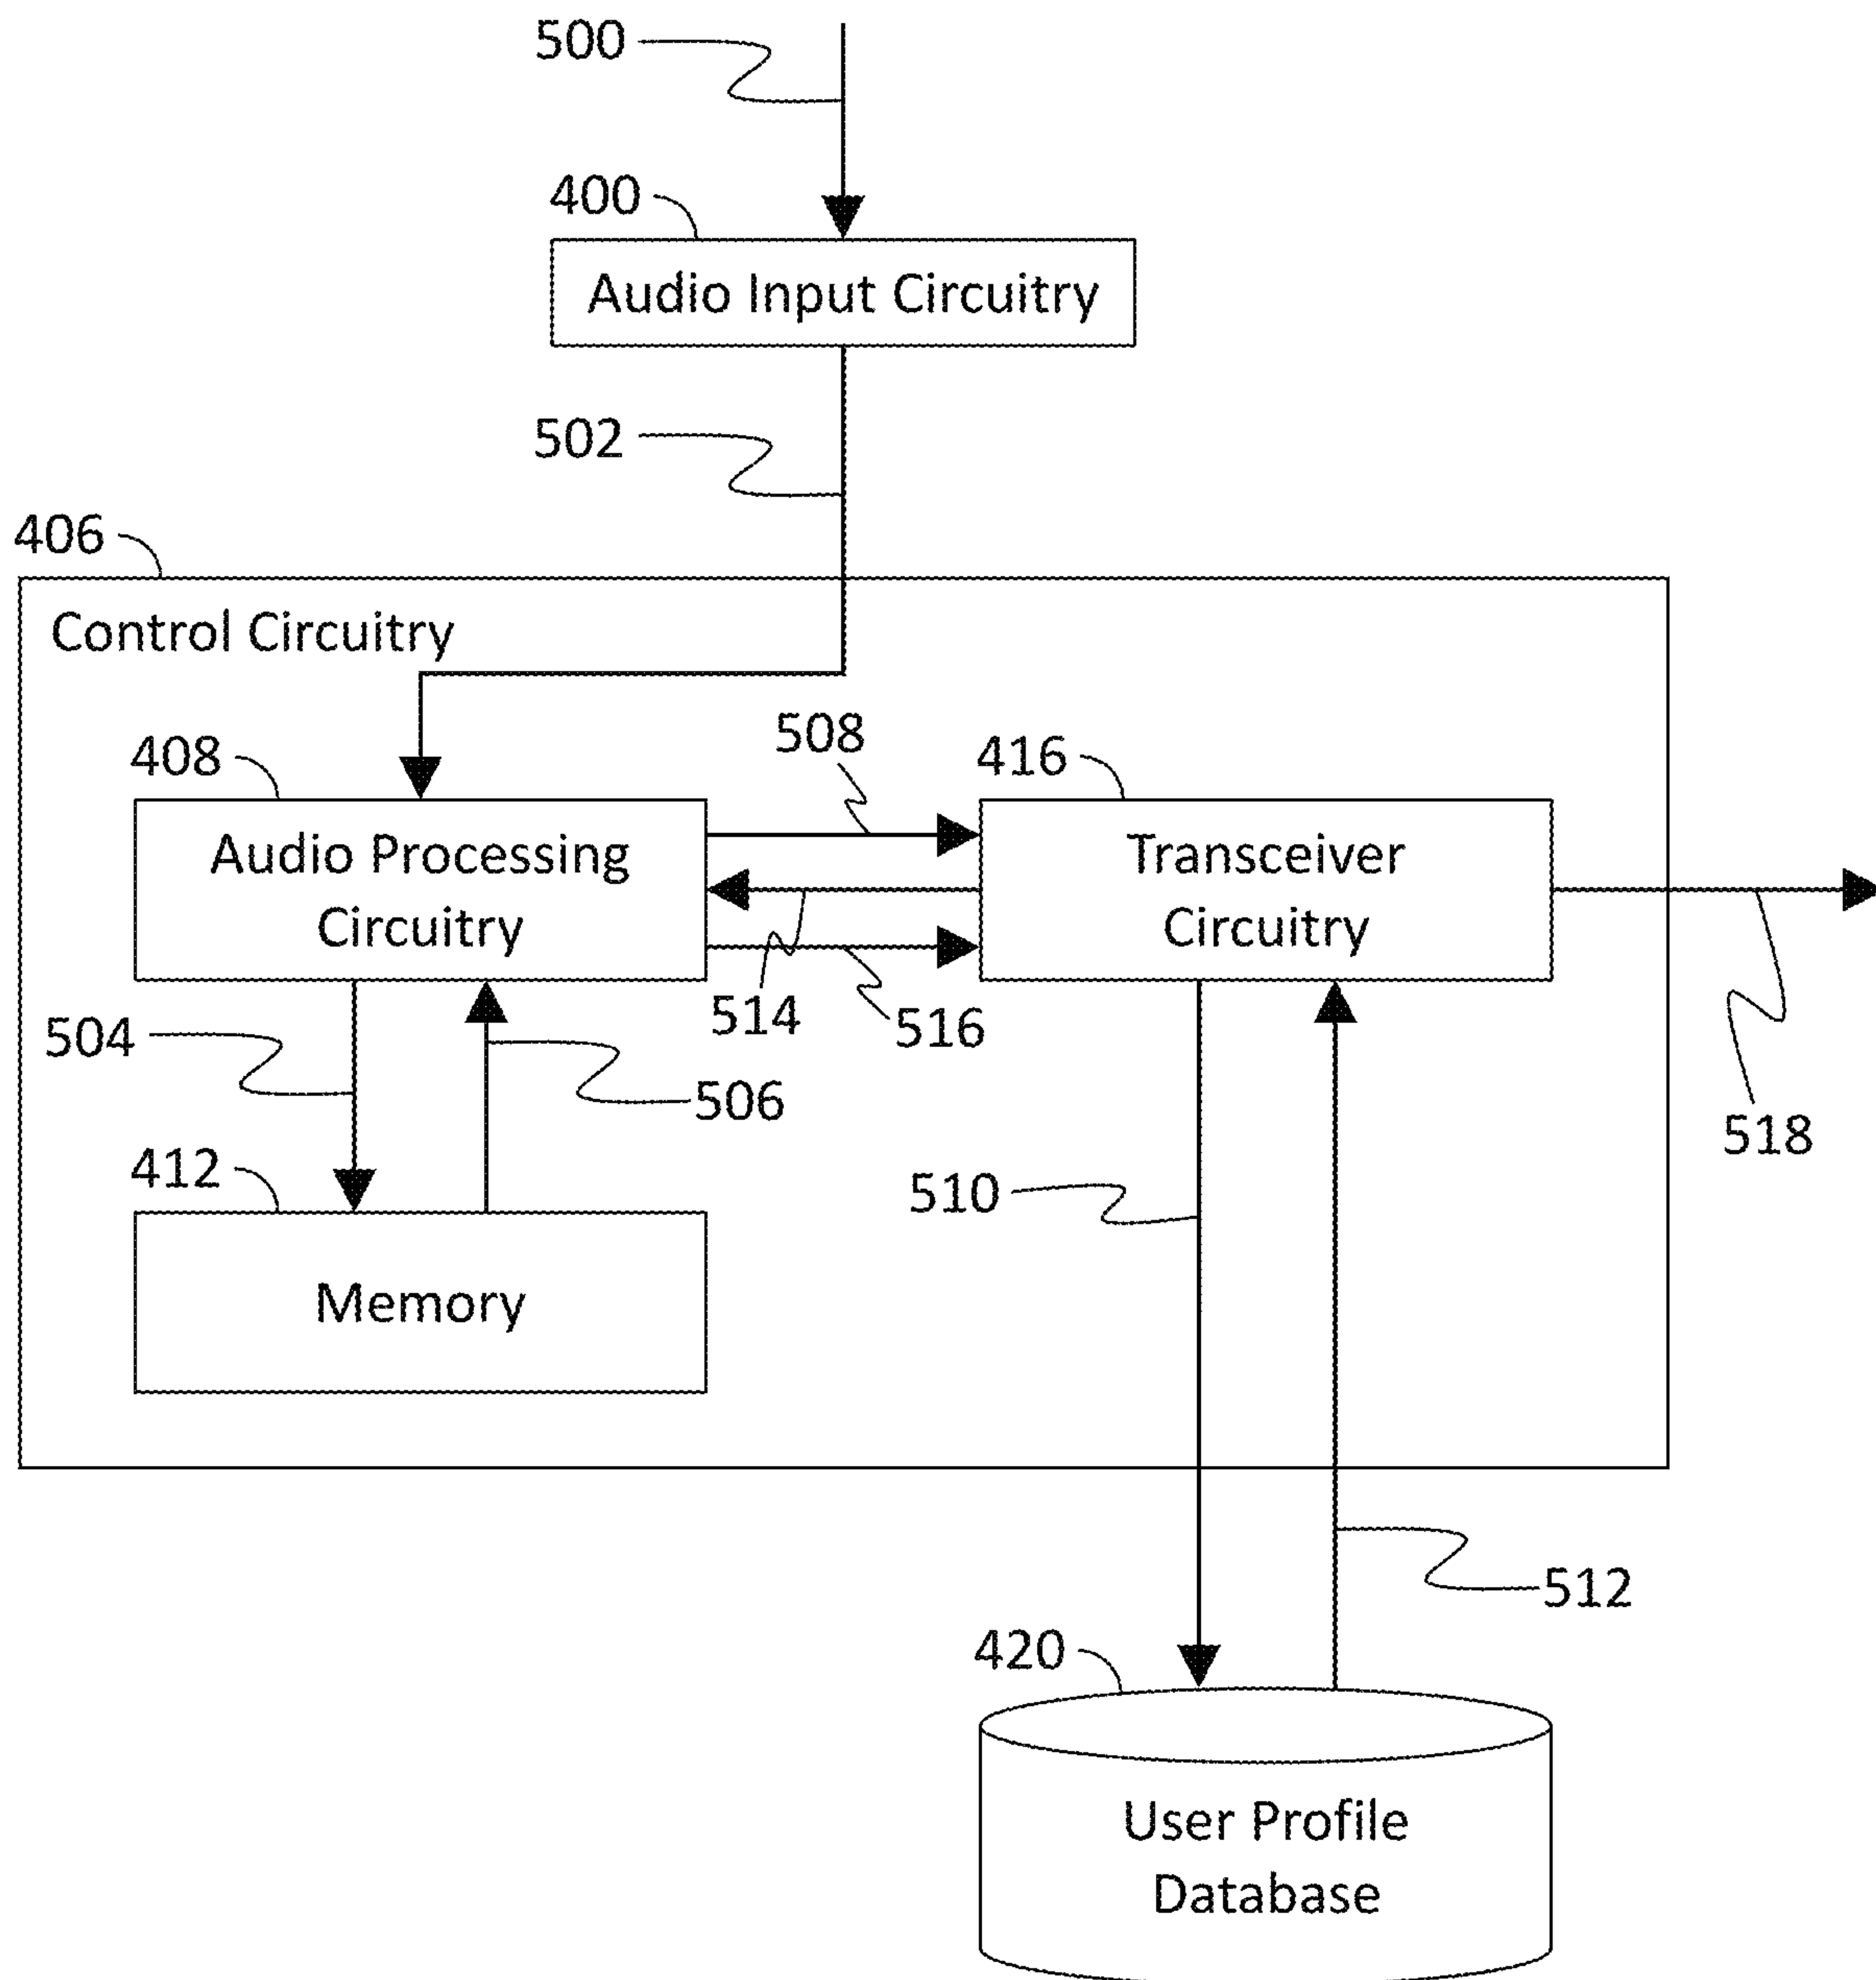 500
400
Audio Input Circuitry
502
406
Control Circuitry
508
408
416
Audio Processing
Circuitry
Transceiver
Circuitry
514
516
504
506
518
412
510
Memory
512
420
User Profile
Database